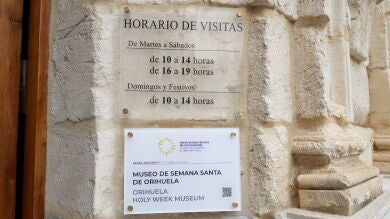 HORARIO DE VISITAS
De Martes a Sábados
de 10 a 14 horas
de 16 a 19 horas
Domingos y Festivos
de 10 a 14 horas
MUSEO DE SEMANA SANTA
DE ORIHUELA
ORIHUELA
HOLY WEEK MUSEUM